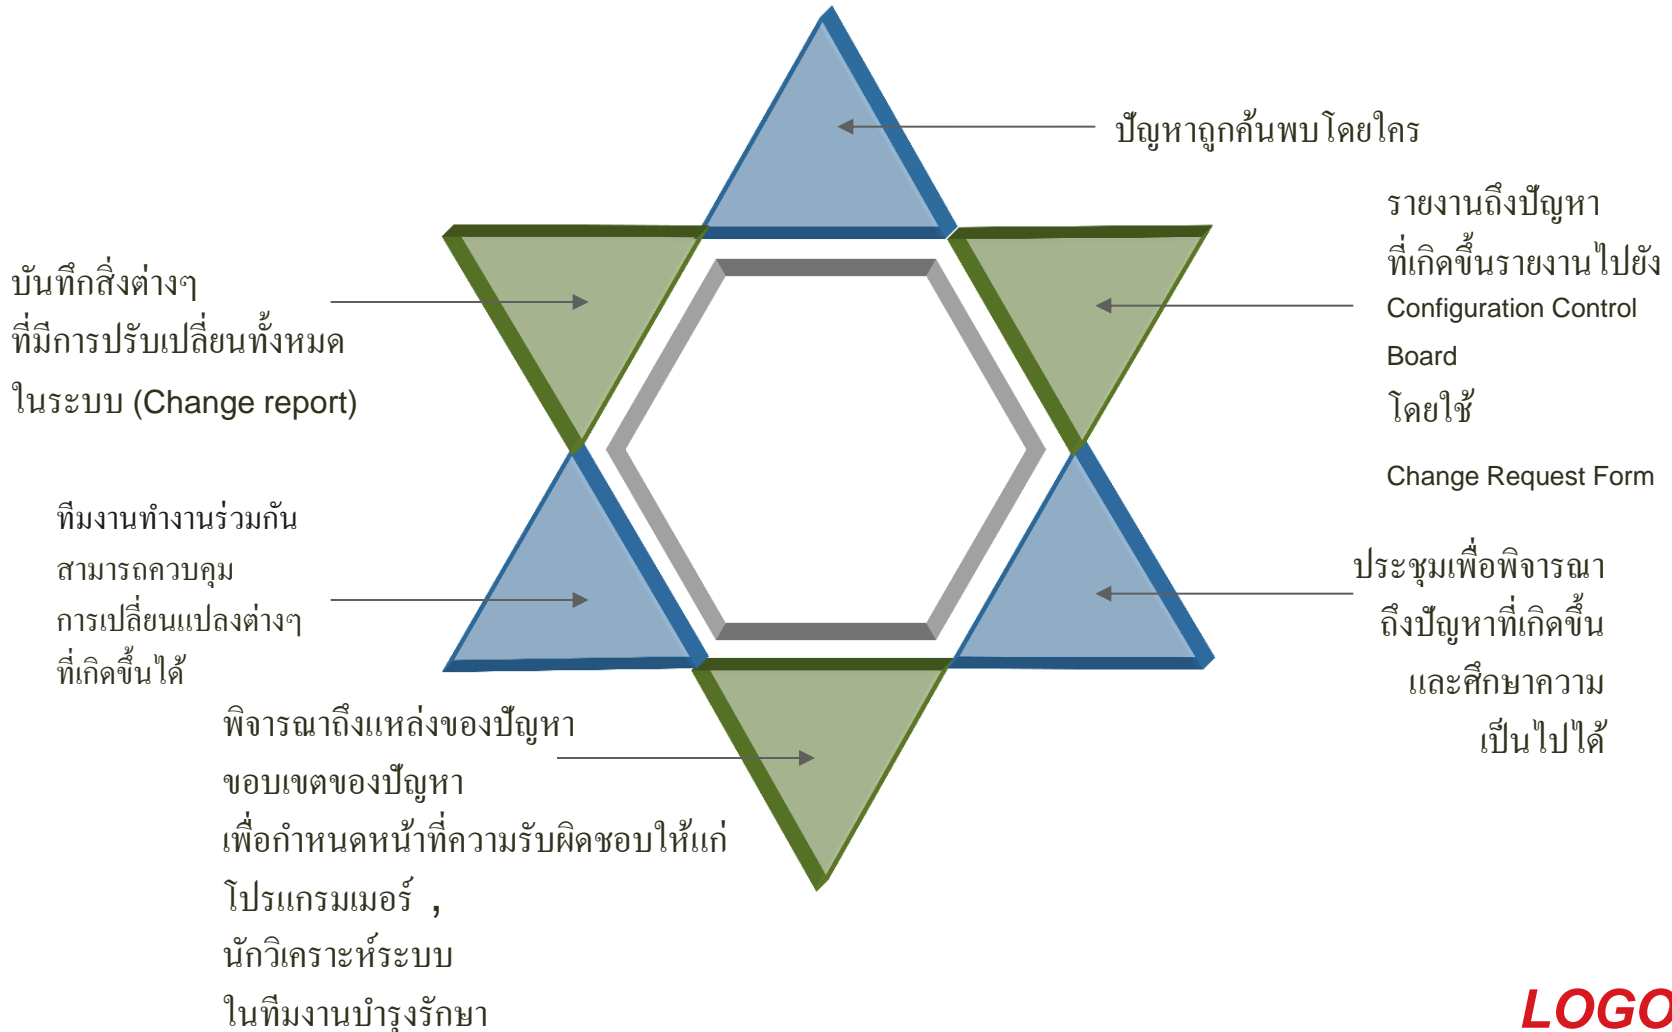 ปัญหาถูกค้นพบโดยใคร
รายงานถึงปัญหา
ที่เกิดขึ้นรายงานไปยัง
Configuration Control
Board
โดยใช้
Change Request Form
ประชุมเพื่อพิจารณา
ถึงปัญหาที่เกิดขึ้น
และศึกษาความ
เป็นไปได้
พิจารณาถึงแหล่งของปัญหา
ขอบเขตของปัญหา
เพื่อกำหนดหน้าที่ความรับผิดชอบให้แก่
โปรแกรมเมอร์ ,
นักวิเคราะห์ระบบ
ในทีมงานบำรุงรักษา
ทีมงานทำงานร่วมกัน
สามารถควบคุม
การเปลี่ยนแปลงต่างๆ
ที่เกิดขึ้นได้
บันทึกสิ่งต่างๆ
ที่มีการปรับเปลี่ยนทั้งหมด
ในระบบ (Change report)
LOGO